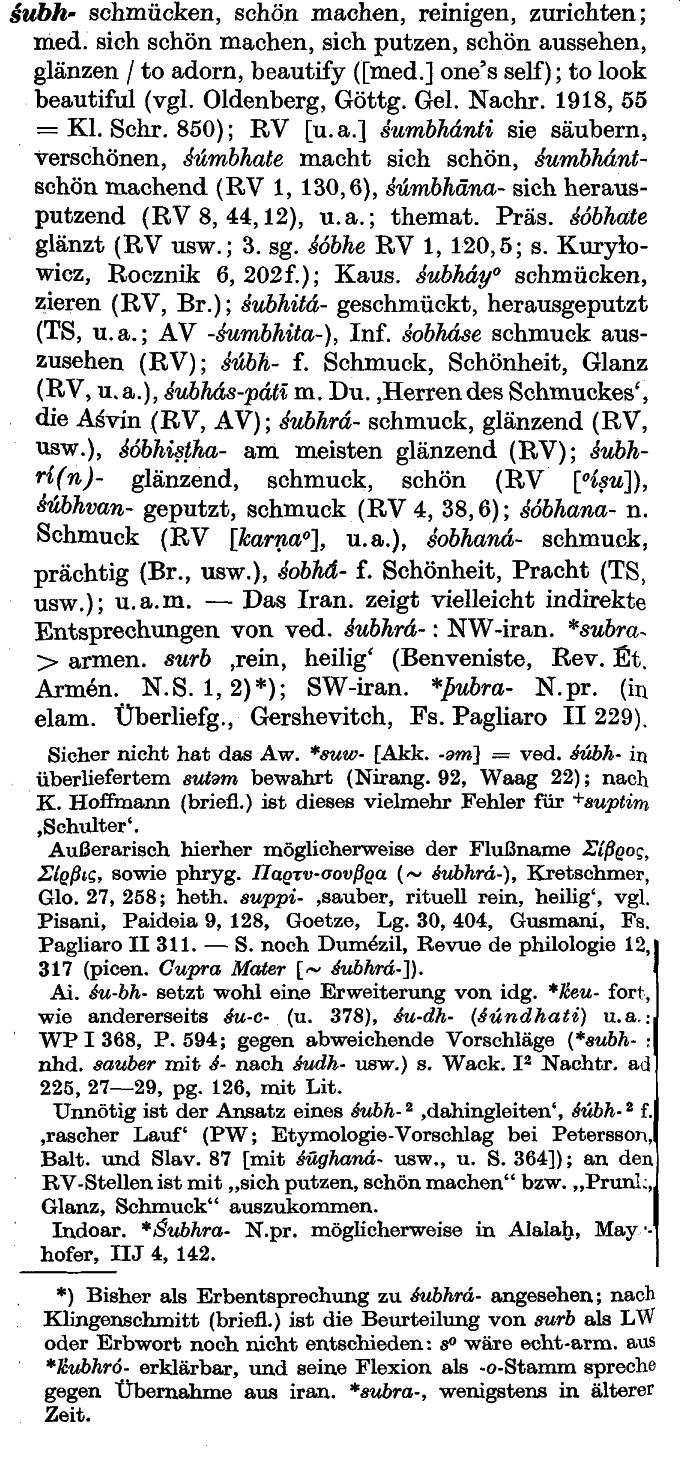 śubh- schmücken, schön machen, reinigen, zurichten;
med. sich schön machen, sich putzen, schön aussehen,
glänzen / to adorn, beautify ([med.] one's self); to look
beautiful (vgl. Oldenberg, Göttg. Gel. Nachr. 1918, 55
= Kl. Schr. 850); RV [u. a.] śumbhánti sie säubern,
verschönen, śúmbhate macht sich schön, śumbhánt-
schön machend (RV 1, 130,6), śúmbhāna- sich heraus-
putzend (RV 8, 44,12), u. a.; themat. Präs. śóbhate
glänzt (RV usw.; 3. sg. śóbhe RV 1, 120,5; s. Kuryło-
wicz, Rocznik 6, 202f.); Kaus. śubháyº schmücken,
zieren (RV, Br.); śubhitá- geschmückt, herausgeputzt
(TS, u. a.; AV -śumbhita-), Inf. śobháse schmuck aus-
zusehen (RV); śúbh- f. Schmuck, Schönheit, Glanz
(RV, u. a.), śubhás-pátī m. Du. ‚Herren des Schmuckes‘,
die Aśvin (RV, AV); śubhrá- schmuck, glänzend (RV,
usw.), śóbhiṣṭha- am meisten glänzend (RV); śubh-
rí(n)- glänzend, schmuck, schön (RV [ºíṣu]),
śúbhvan- geputzt, schmuck (RV 4, 38,6); śóbhana- n.
Schmuck (RV [karṇaº], u. a.), śobhaná- schmuck,
prächtig (Br., usw.), śobhā́- f. Schönheit, Pracht (TS,
usw.); u. a. m. — Das Iran. zeigt vielleicht indirekte
Entsprechungen von ved. śubhrá- : NW-iran. *subra-
> armen. surb ‚rein, heilig‘ (Benveniste, Rev. Ét.
Armén. N.S. 1, 2)*); SW-iran. *þubra- N.pr. (in
elam. Überliefg., Gershevitch, Fs. Pagliaro II 229).
Sicher nicht hat das Aw. *suw- [Akk. -əm] = ved. śúbh- in
überliefertem sutəm bewahrt (Nirang. 92, Waag 22); nach
K. Hoffmann (briefl.) ist dieses vielmehr Fehler für +suptim
‚Schulter‘.
Außerarisch hierher möglicherweise der Flußname Σίβρος,
Σίρβις, sowie phryg. Παρτυ-σουβρα (~ śubhrá-), Kretschmer,
Glo. 27, 258; heth. suppi- ‚sauber, rituell rein, heilig‘, vgl.
Pisani, Paideia 9, 128, Goetze, Lg. 30, 404, Gusmani, Fs.
Pagliaro II 311. — S. noch Dumézil, Revue de philologie 12,
317 (picen. Cupra Mater [~ śubhrá-]).
Ai. śu-bh- setzt wohl eine Erweiterung von idg. *k̑eu- fort,
wie andererseits śu-c- (u. 378), śu-dh- (śúndhati) u. a.:
WP I 368, P. 594; gegen abweichende Vorschläge (*subh- :
nhd. sauber mit ś- nach śudh- usw.) s. Wack. I² Nachtr. ad
225, 27—29, pg. 126, mit Lit.
Unnötig ist der Ansatz eines śubh-² ‚dahingleiten‘, śúbh-² f.
‚rascher Lauf‘ (PW; Etymologie-Vorschlag bei Petersson,
Balt. und Slav. 87 [mit śūghaná- usw., u. S. 364]); an den
RV-Stellen ist mit „sich putzen, schön machen“ bzw. „Prunk,
Glanz, Schmuck“ auszukommen.
Indoar. *Śubhra- N.pr. möglicherweise in Alalaḫ, May-
hofer, IIJ 4, 142.
*) Bisher als Erbentsprechung zu śubhrá- angesehen; nach
Klingenschmitt (briefl.) ist die Beurteilung von surb als LW
oder Erbwort noch nicht entschieden: sº wäre echt-arm. aus
*k̑ubhró- erklärbar, und seine Flexion als -o-Stamm spreche
gegen Übernahme aus iran. *subra-, wenigstens in älterer
Zeit.